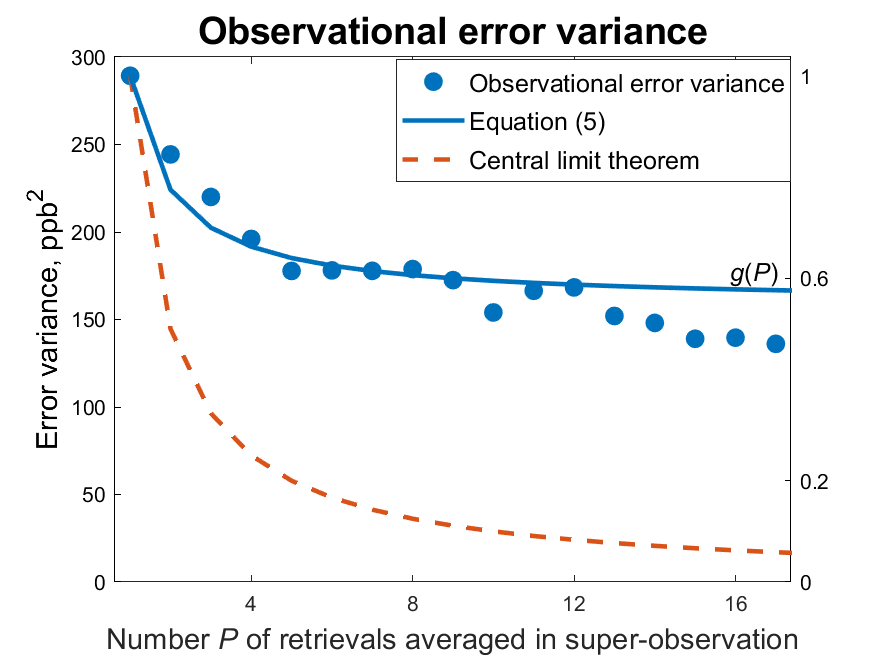 Observational error variance
Observational error variance
Equation (5)
Central limit theorem
Error variance, ppb²
300
250
200
150
100
50
0
1
0.6
0.2
0
g(P)
4 8 12 16
Number P of retrievals averaged in super-observation